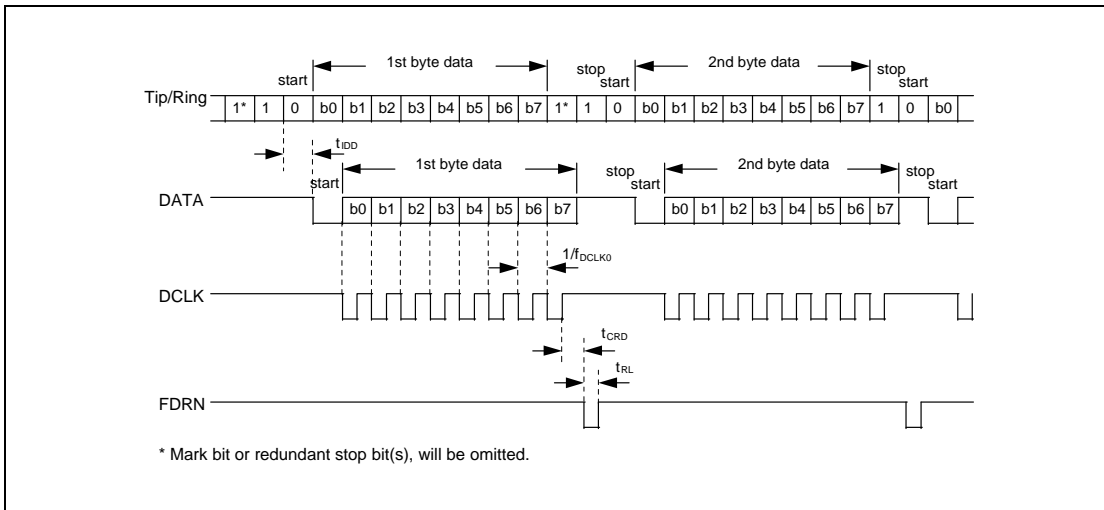 1st byte data 2nd byte data
start stop start stop start
Tip/Ring 1* 1 0 b0 b1 b2 b3 b4 b5 b6 b7 1* 1 0 b0 b1 b2 b3 b4 b5 b6 b7 1 0 b0
tIDD
1st byte data 2nd byte data
start stop start stop start
DATA b0 b1 b2 b3 b4 b5 b6 b7 b0 b1 b2 b3 b4 b5 b6 b7
1/fDCLK0
DCLK
tCRD
tRL
FDRN
* Mark bit or redundant stop bit(s), will be omitted.